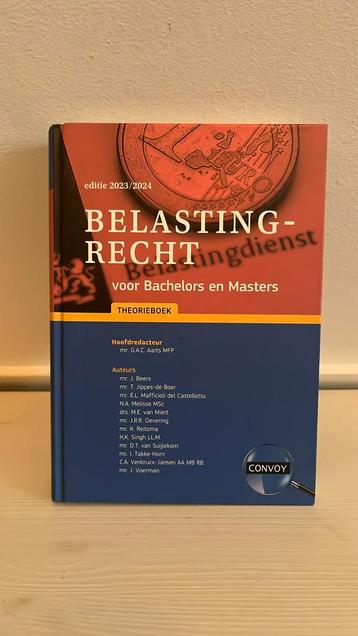 1
EURO
editie 2023/2024
BELASTING-
RECHT
Belastingdienst
voor Bachelors en Masters
THEORIEBOEK
Hoofdredacteur
mr. G.A.C. Aarts MFP
Auteurs
mr. J. Beers
mr. T. Jippes-de Boer
mr. E.L. Mafficioli del Castelletto
N.A. Melisse MSc
drs. M.E. van Miert
mr. J.R.R. Oevering
mr. K. Reitsma
H.K. Singh LL.M.
mr. D.T. van Suijlekom
mr. I. Takke-Horn
C.A. Venbrucx-Jansen AA MB RB
mr. J. Voerman
CONVOY